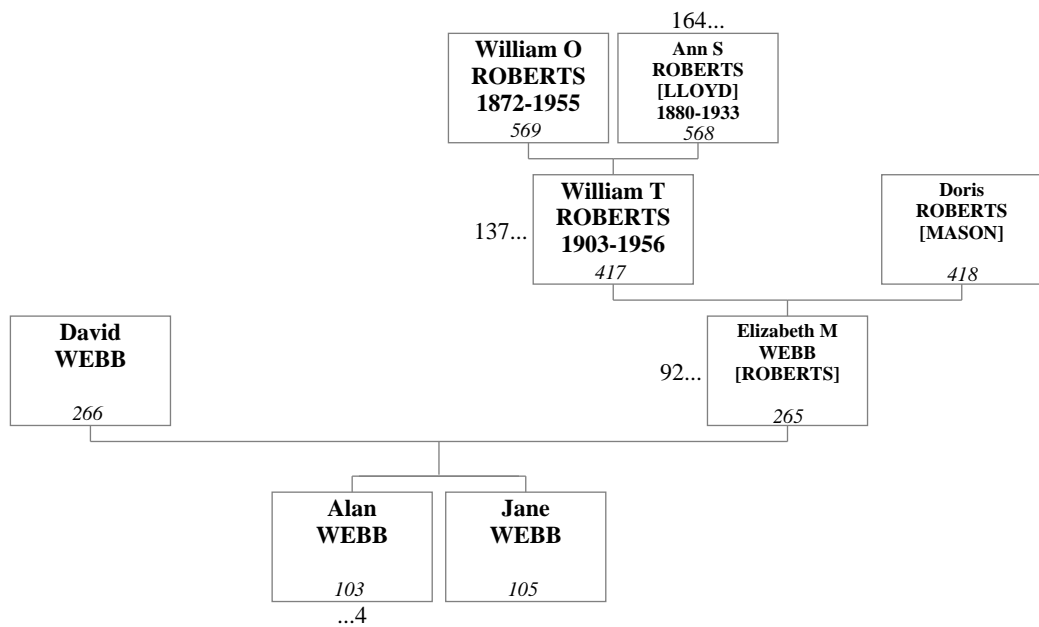 164...
William O
ROBERTS
1872-1955
569
Ann S
ROBERTS
[LLOYD]
1880-1933
568
137...
William T
ROBERTS
1903-1956
417
Doris
ROBERTS
[MASON]
418
David
WEBB
266
92...
Elizabeth M
WEBB
[ROBERTS]
265
Alan
WEBB
103
...4
Jane
WEBB
105